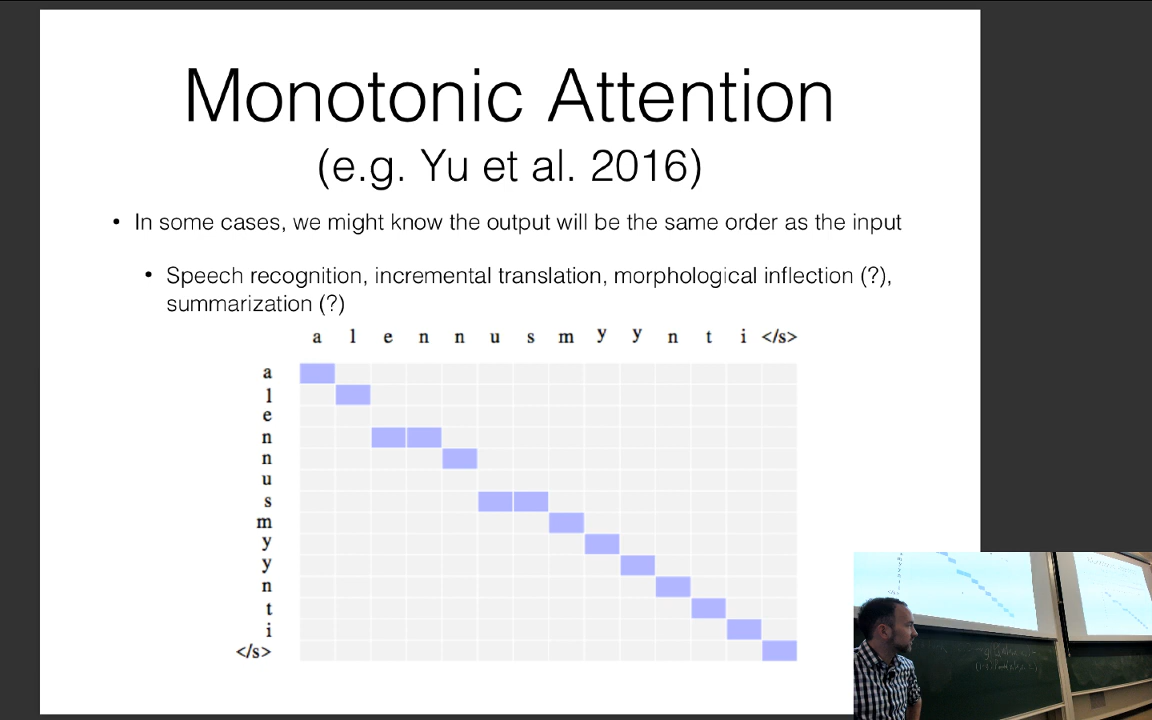 Monotonic Attention
(e.g. Yu et al. 2016)
• In some cases, we might know the output will be the same order as the input
• Speech recognition, incremental translation, morphological inflection (?),
summarization (?)
a l e n n u s m y y n t i </s>
a
l
e
n
n
u
s
m
y
y
n
t
i
</s>